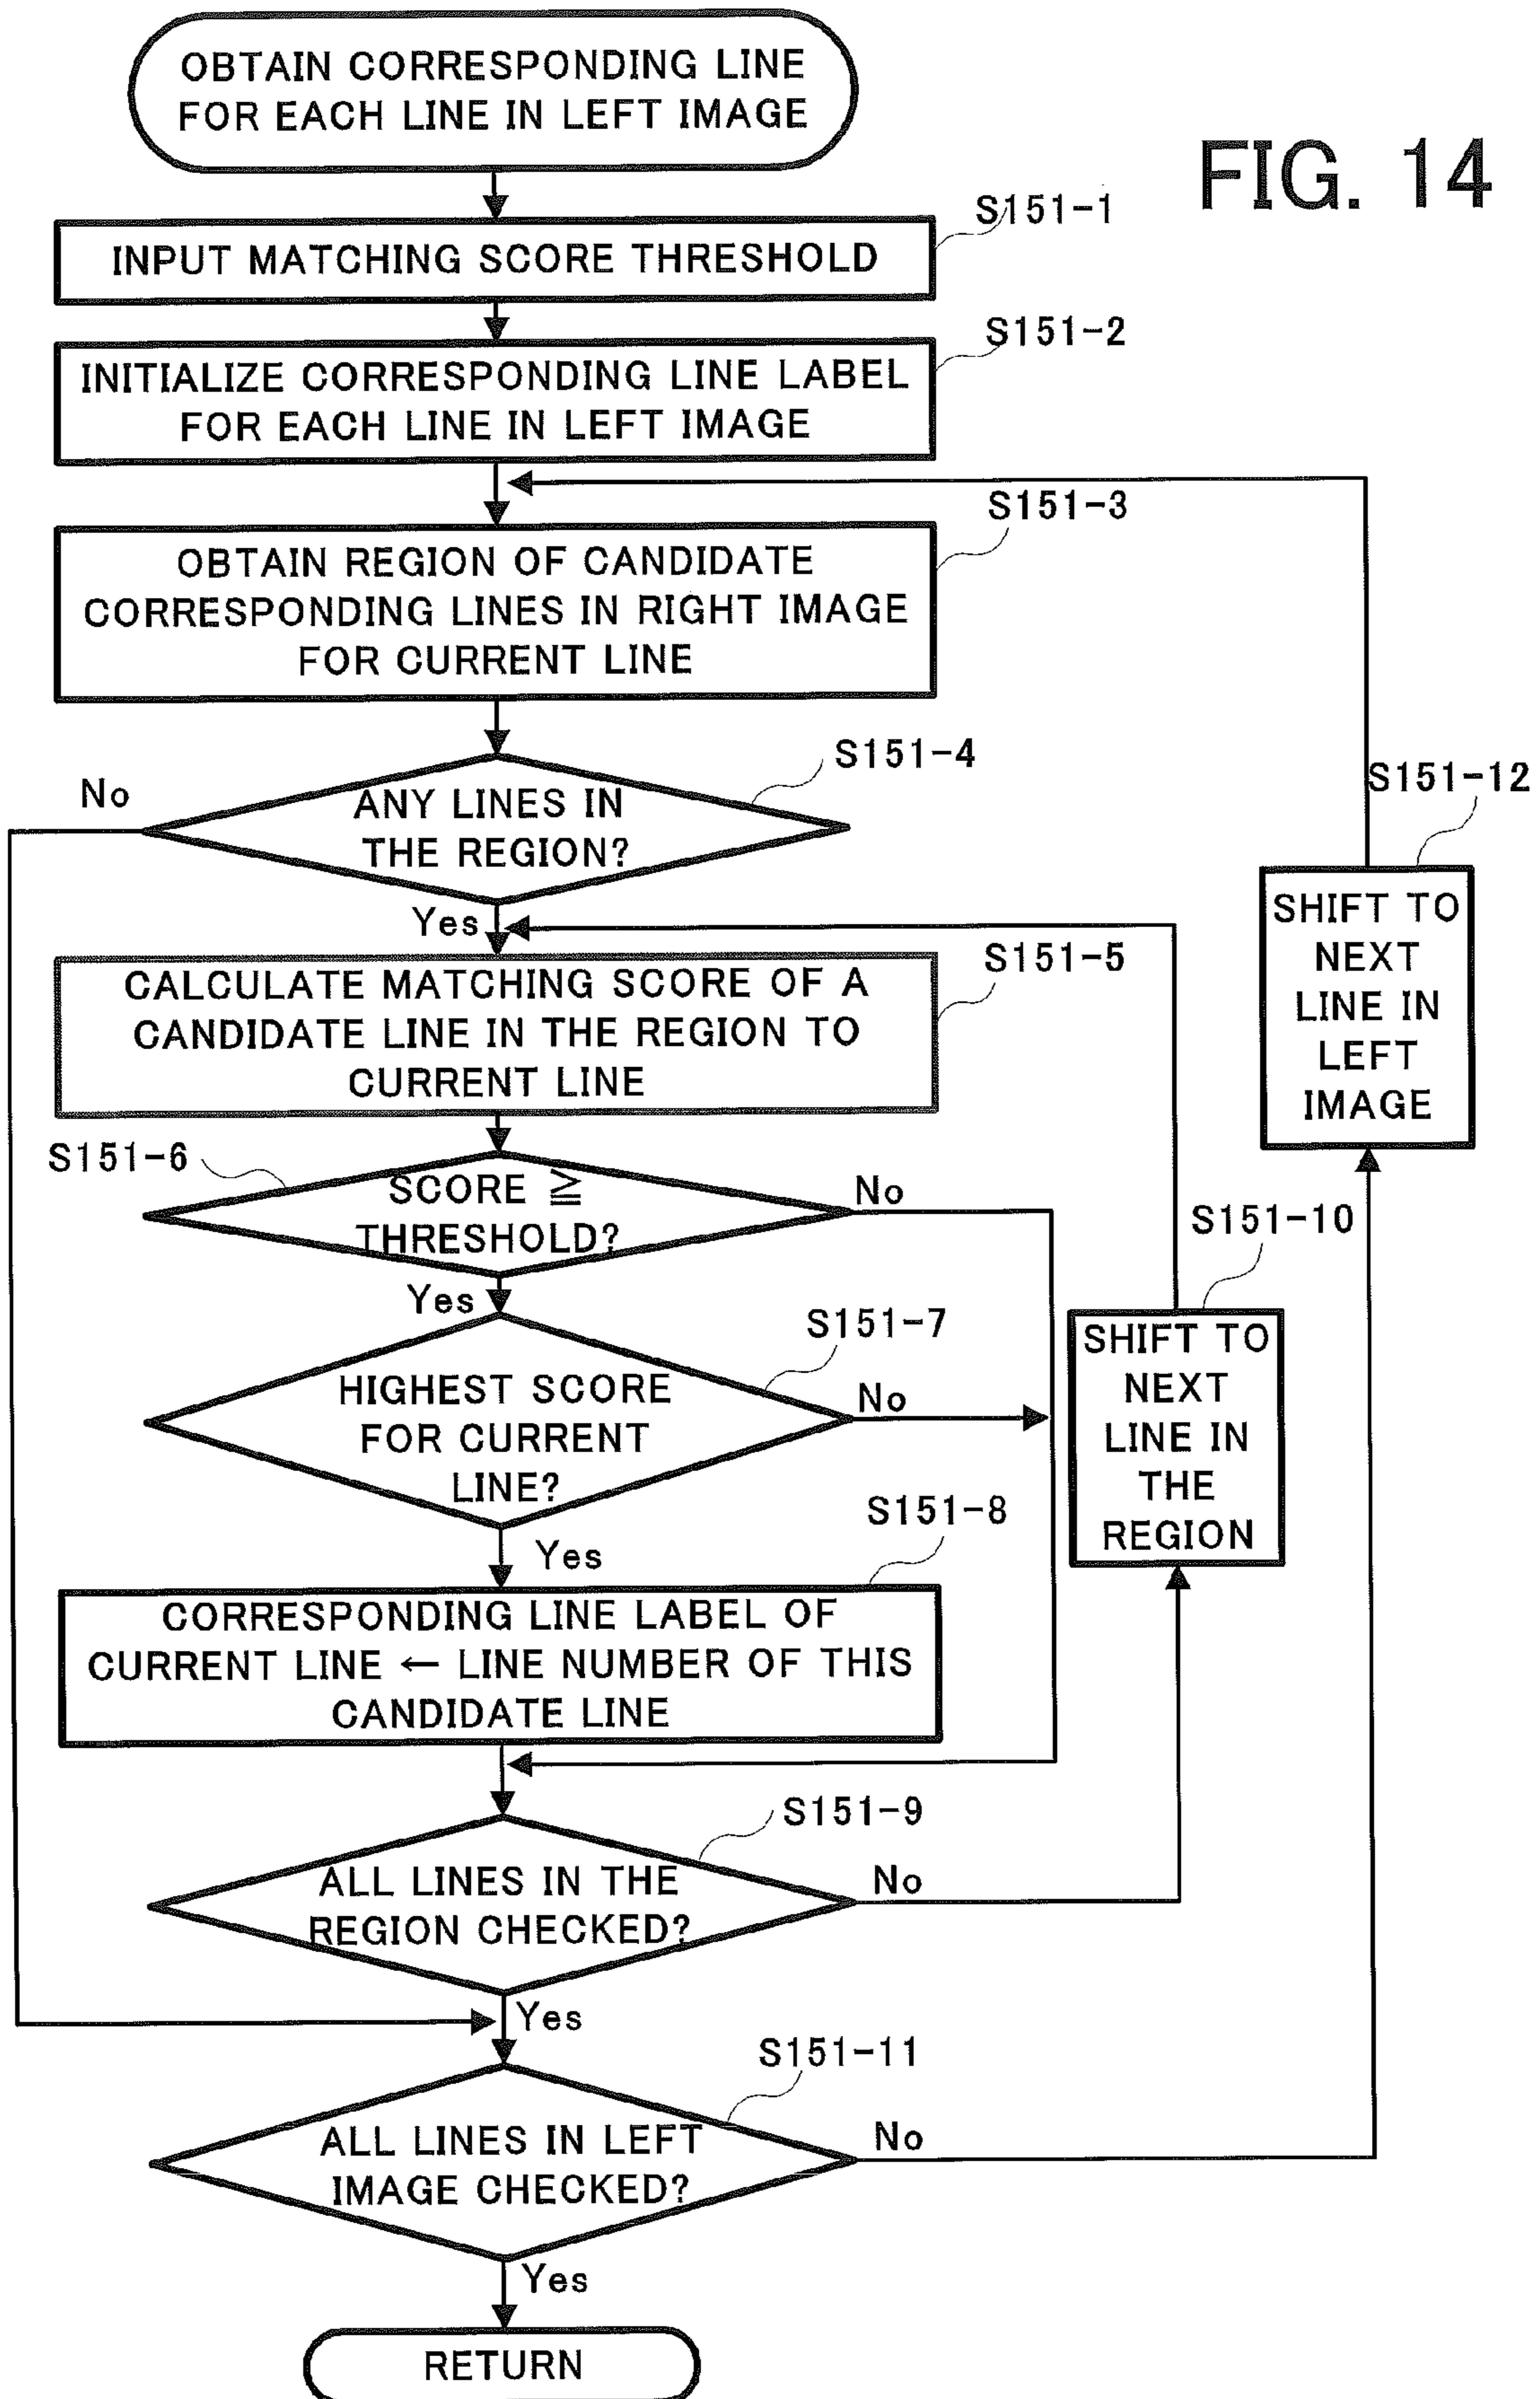 OBTAIN CORRESPONDING LINE
FOR EACH LINE IN LEFT IMAGE
FIG. 14
S151-1
INPUT MATCHING SCORE THRESHOLD
S151-2
INITIALIZE CORRESPONDING LINE LABEL
FOR EACH LINE IN LEFT IMAGE
S151-3
OBTAIN REGION OF CANDIDATE
CORRESPONDING LINES IN RIGHT IMAGE
FOR CURRENT LINE
S151-4
No
ANY LINES IN
THE REGION?
Yes
S151-5
CALCULATE MATCHING SCORE OF A
CANDIDATE LINE IN THE REGION TO
CURRENT LINE
S151-6
SCORE ≧
THRESHOLD?
No
Yes
S151-7
HIGHEST SCORE
FOR CURRENT
LINE?
No
Yes
S151-8
CORRESPONDING LINE LABEL OF
CURRENT LINE ← LINE NUMBER OF THIS
CANDIDATE LINE
S151-9
ALL LINES IN THE
REGION CHECKED?
No
Yes
S151-10
SHIFT TO
NEXT
LINE IN
THE
REGION
S151-11
ALL LINES IN LEFT
IMAGE CHECKED?
No
Yes
S151-12
SHIFT TO
NEXT
LINE IN
LEFT
IMAGE
RETURN